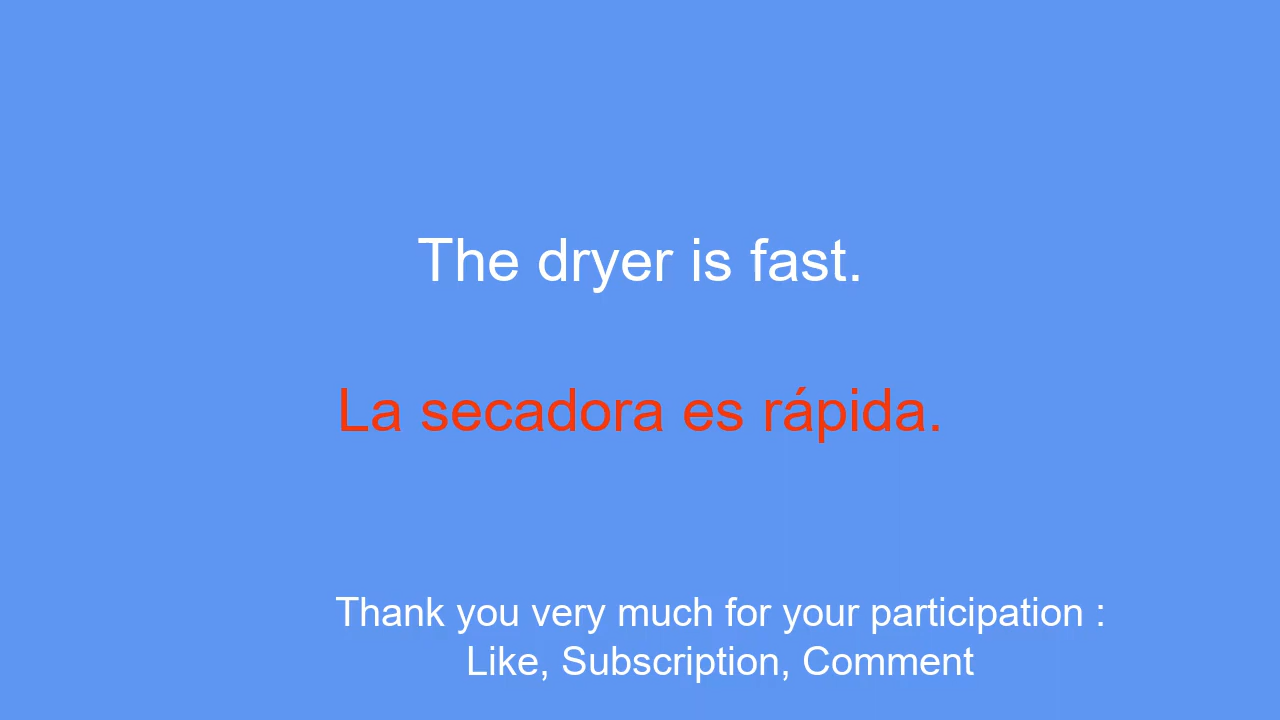 The dryer is fast.
La secadora es rápida.
Thank you very much for your participation :
Like, Subscription, Comment